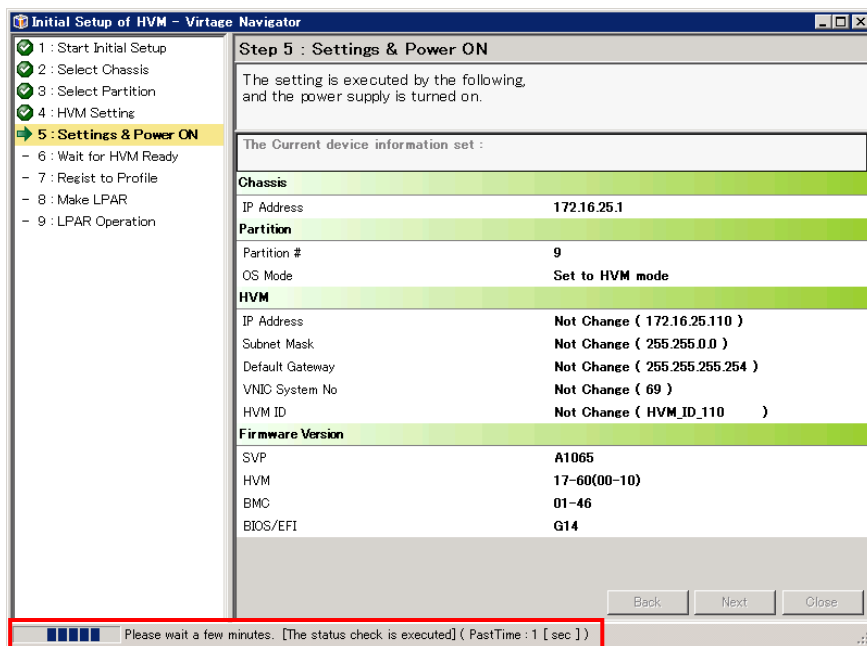 Initial Setup of HVM - Virtage Navigator
1 : Start Initial Setup
2 : Select Chassis
3 : Select Partition
4 : HVM Setting
5 : Settings & Power ON
- 6 : Wait for HVM Ready
- 7 : Regist to Profile
- 8 : Make LPAR
- 9 : LPAR Operation
Step 5 : Settings & Power ON
The setting is executed by the following,
and the power supply is turned on.
The Current device information set :
Chassis
IP Address 172.16.25.1
Partition
Partition # 9
OS Mode Set to HVM mode
HVM
IP Address Not Change ( 172.16.25.110 )
Subnet Mask Not Change ( 255.255.0.0 )
Default Gateway Not Change ( 255.255.255.254 )
VNIC System No Not Change ( 69 )
HVM ID Not Change ( HVM_ID_110 )
Firmware Version
SVP A1065
HVM 17-60(00-10)
BMC 01-46
BIOS/EFI G14
Back Next Close
Please wait a few minutes. [The status check is executed] ( PastTime : 1 [ sec ] )